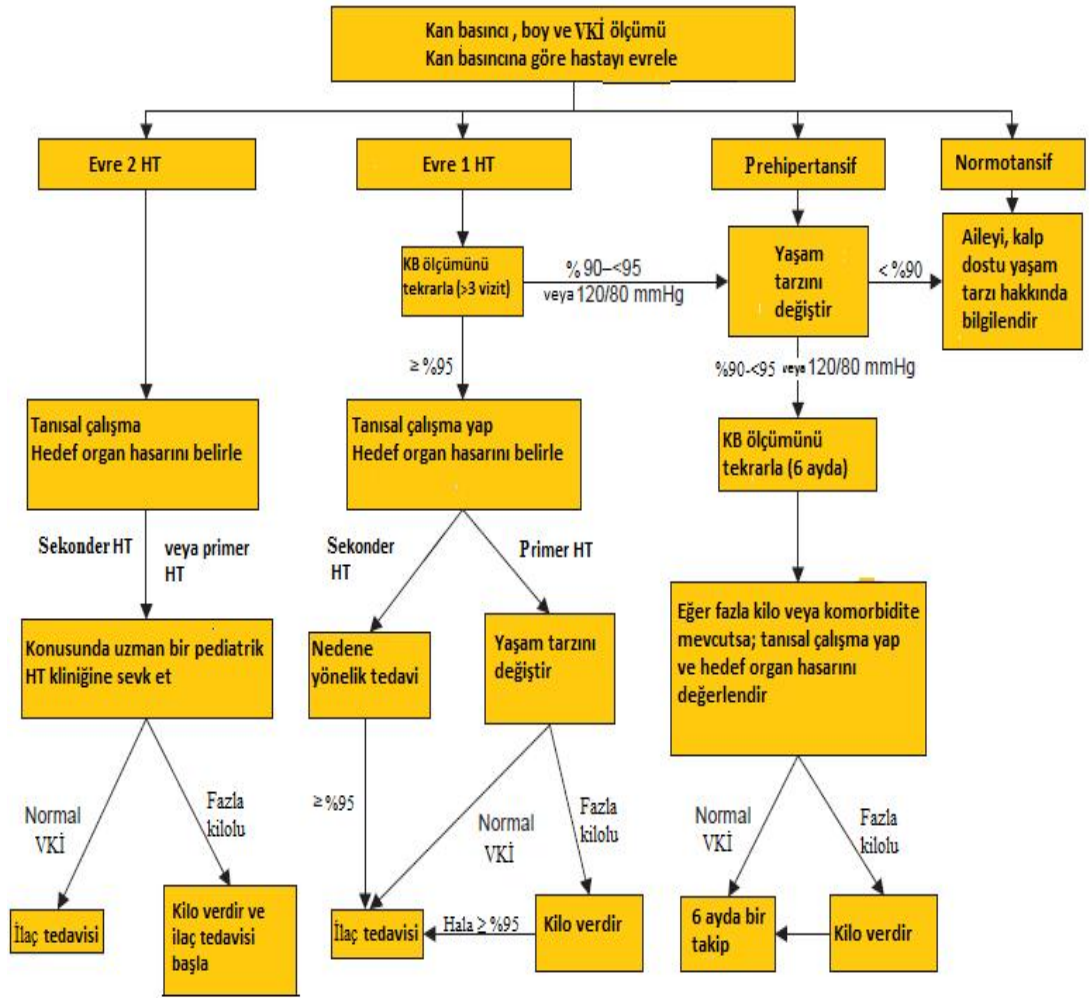 Kan basıncı , boy ve VKİ ölçümü
Kan basıncına göre hastayı evrele
Evre 2 HT
Evre 1 HT
Prehipertansif
Normotansif
KB ölçümünü
tekrarla (>3 vizit)
% 90–<95
veya 120/80 mmHg
Yaşam
tarzını
değiştir
< %90
Aileyi, kalp
dostu yaşam
tarzı hakkında
bilgilendir
≥ %95
%90-<95 veya 120/80 mmHg
Tanısal çalışma
Hedef organ hasarını belirle
Tanısal çalışma yap
Hedef organ hasarını belirle
KB ölçümünü
tekrarla (6 ayda)
Sekonder HT
veya primer
HT
Sekonder
HT
Primer HT
Konusunda uzman bir pediatrik
HT kliniğine sevk et
Nedene
yönelik tedavi
Yaşam tarzını
değiştir
Eğer fazla kilo veya komorbidite
mevcutsa; tanısal çalışma yap
ve hedef organ hasarını
değerlendir
Normal
VKİ
Fazla
kilolu
≥ %95
Normal
VKİ
Fazla
kilolu
Normal
VKİ
Fazla
kilolu
İlaç tedavisi
Kilo verdir ve
ilaç tedavisi
başla
İlaç tedavisi
Hala ≥ %95
Kilo verdir
6 ayda bir
takip
Kilo verdir